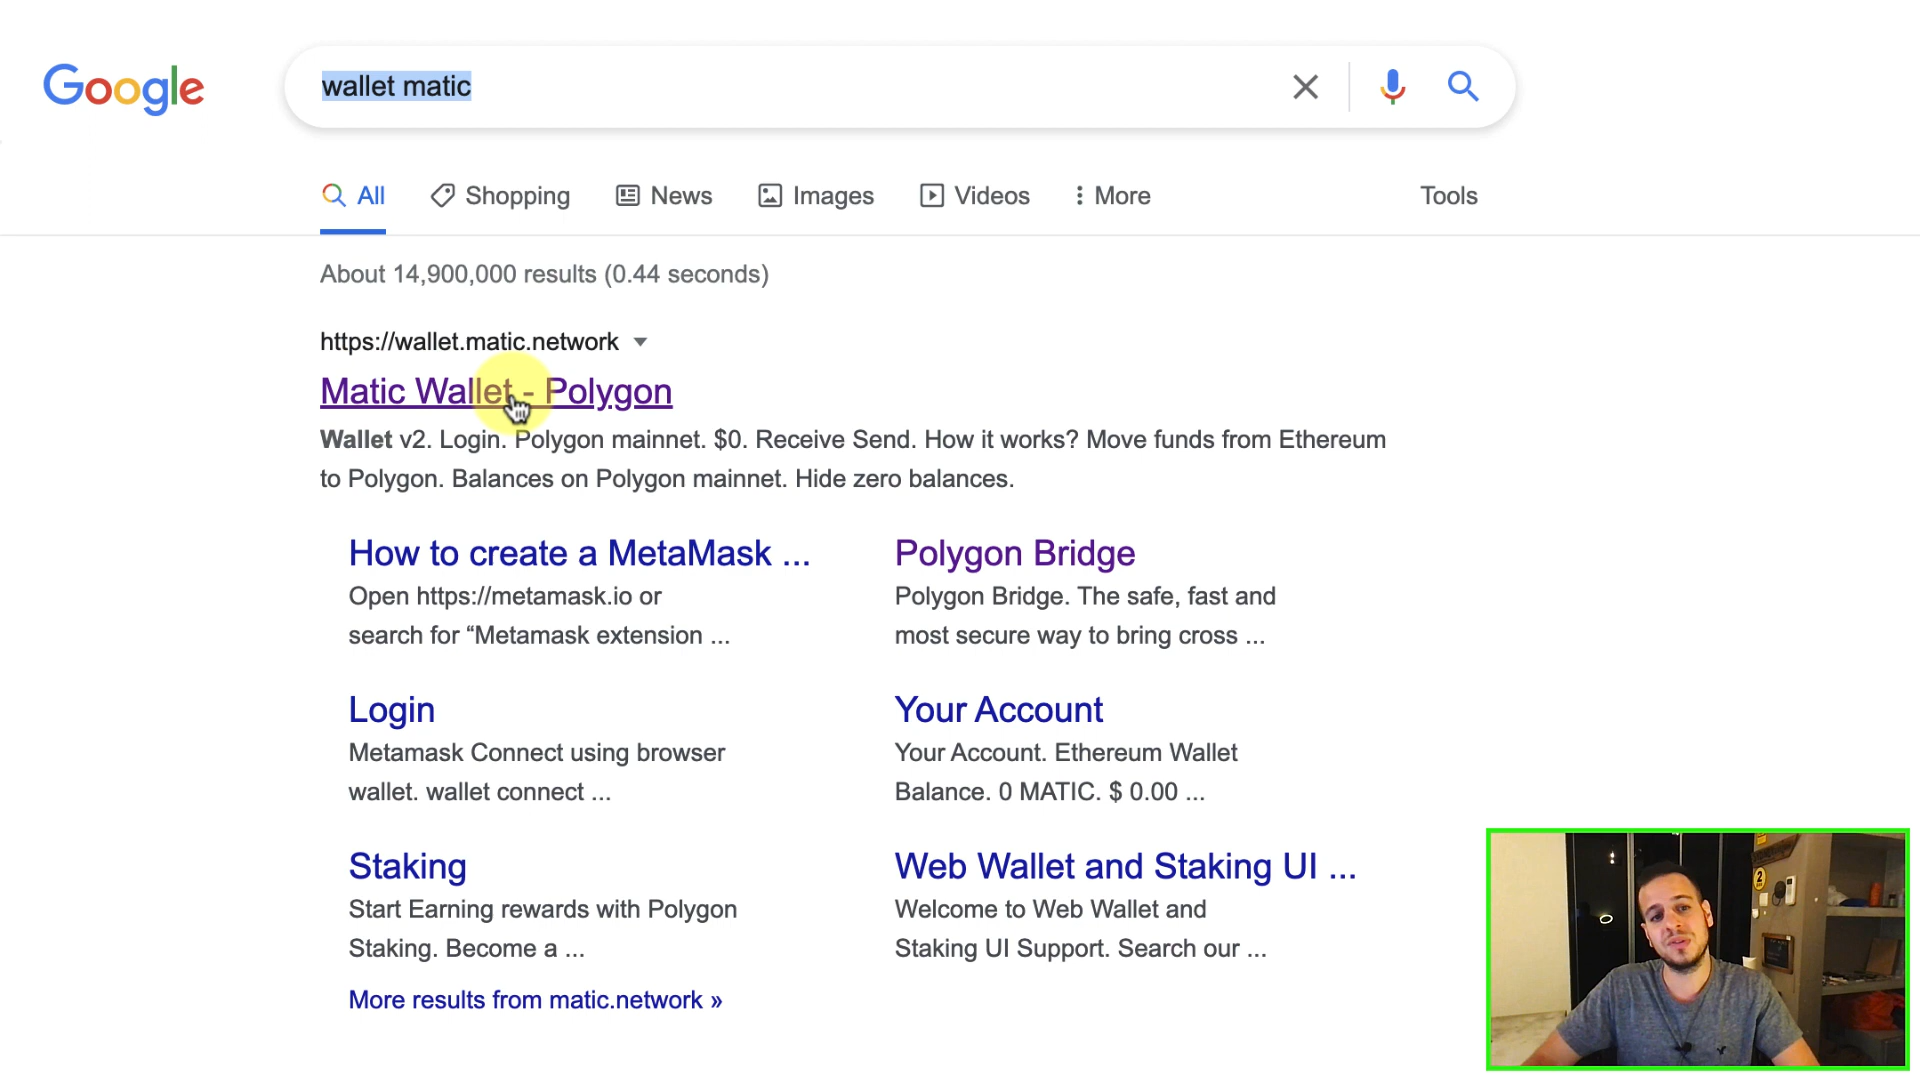 Google
wallet matic
All Shopping News Images Videos More Tools
About 14,900,000 results (0.44 seconds)
https://wallet.matic.network
Matic Wallet - Polygon
Wallet v2. Login. Polygon mainnet. $0. Receive Send. How it works? Move funds from Ethereum
to Polygon. Balances on Polygon mainnet. Hide zero balances.
How to create a MetaMask ...
Open https://metamask.io or
search for “Metamask extension ...
Polygon Bridge
Polygon Bridge. The safe, fast and
most secure way to bring cross ...
Login
Metamask Connect using browser
wallet. wallet connect ...
Your Account
Your Account. Ethereum Wallet
Balance. 0 MATIC. $ 0.00 ...
Staking
Start Earning rewards with Polygon
Staking. Become a ...
Web Wallet and Staking UI ...
Welcome to Web Wallet and
Staking UI Support. Search our ...
More results from matic.network »
2